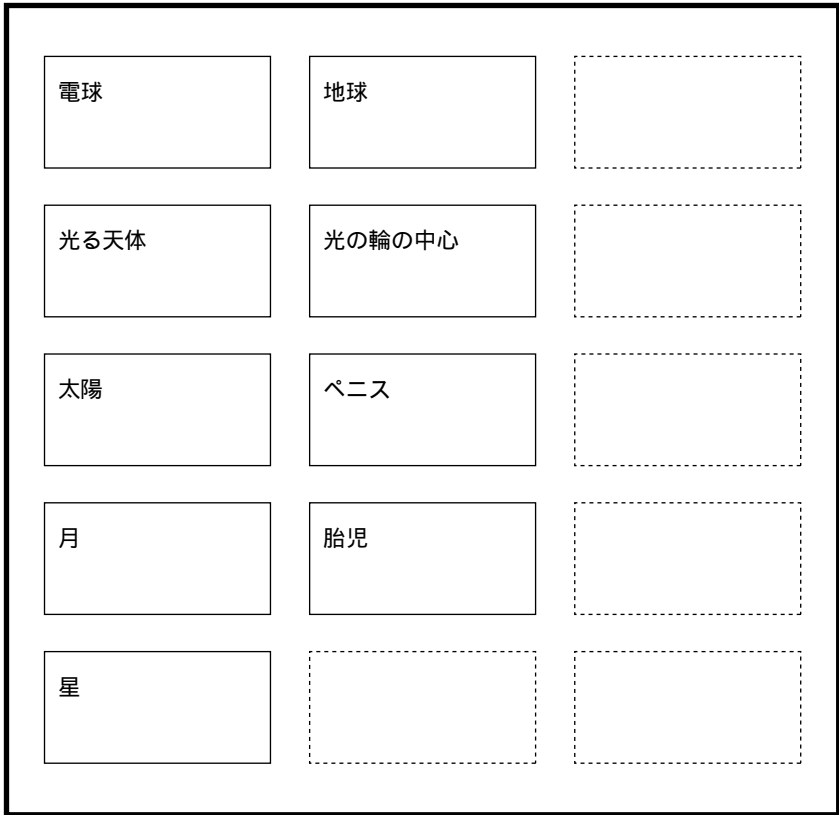 電球
地球
光る天体
光の輪の中心
太陽
ペニス
月
胎児
星